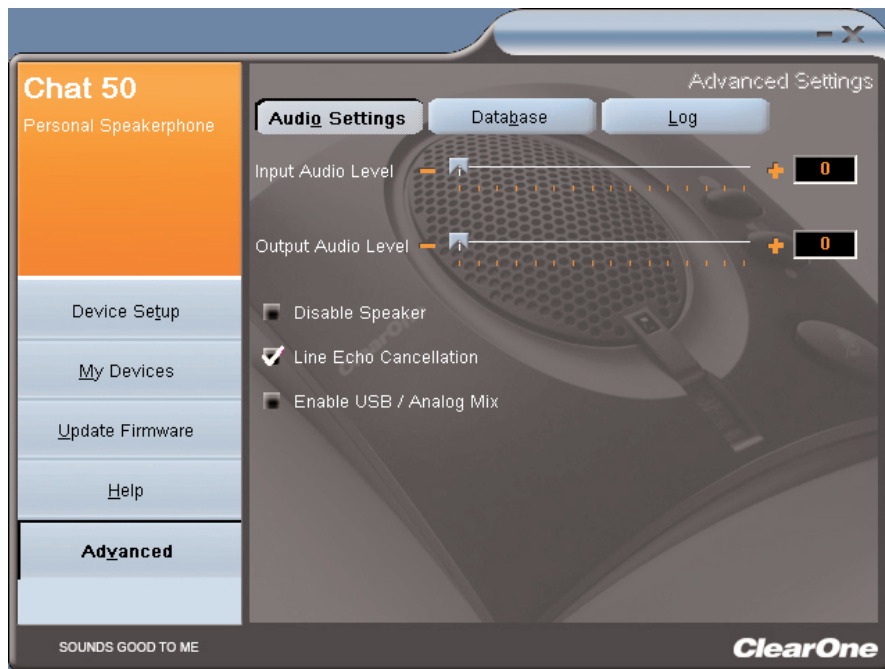 Chat 50
Personal Speakerphone
Advanced Settings
Audio Settings
Database
Log
Input Audio Level
0
Output Audio Level
0
Disable Speaker
Line Echo Cancellation
Enable USB / Analog Mix
Device Setup
My Devices
Update Firmware
Help
Advanced
SOUNDS GOOD TO ME
ClearOne